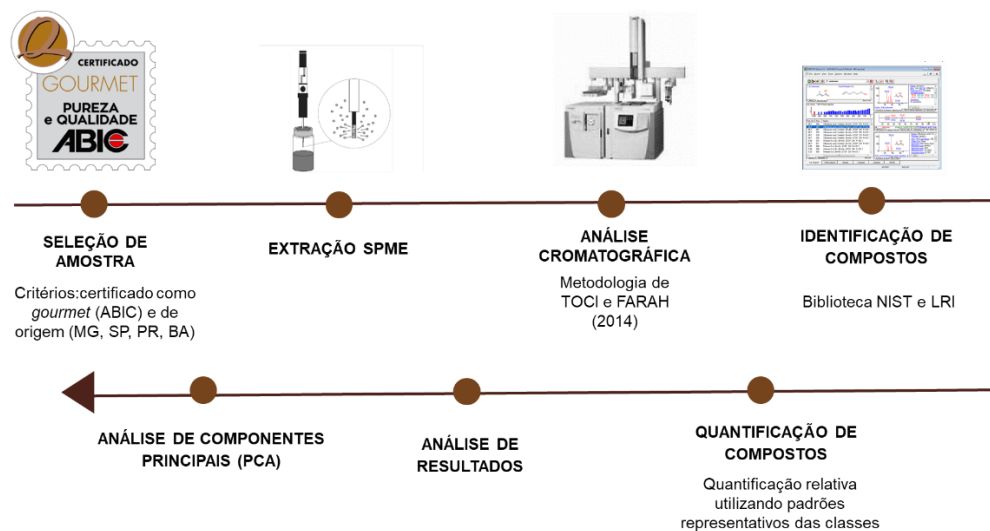 Q
CERTIFICADO
GOURMET
PUREZA
e QUALIDADE
ABIC
SELEÇÃO DE
AMOSTRA
Critérios:certificado como
gourmet (ABIC) e de
origem (MG, SP, PR, BA)
EXTRAÇÃO SPME
ANÁLISE
CROMATOGRÁFICA
Metodologia de
TOCI e FARAH
(2014)
IDENTIFICAÇÃO DE
COMPOSTOS
Biblioteca NIST e LRI
ANÁLISE DE COMPONENTES
PRINCIPAIS (PCA)
ANÁLISE DE
RESULTADOS
QUANTIFICAÇÃO DE
COMPOSTOS
Quantificação relativa
utilizando padrões
representativos das classes